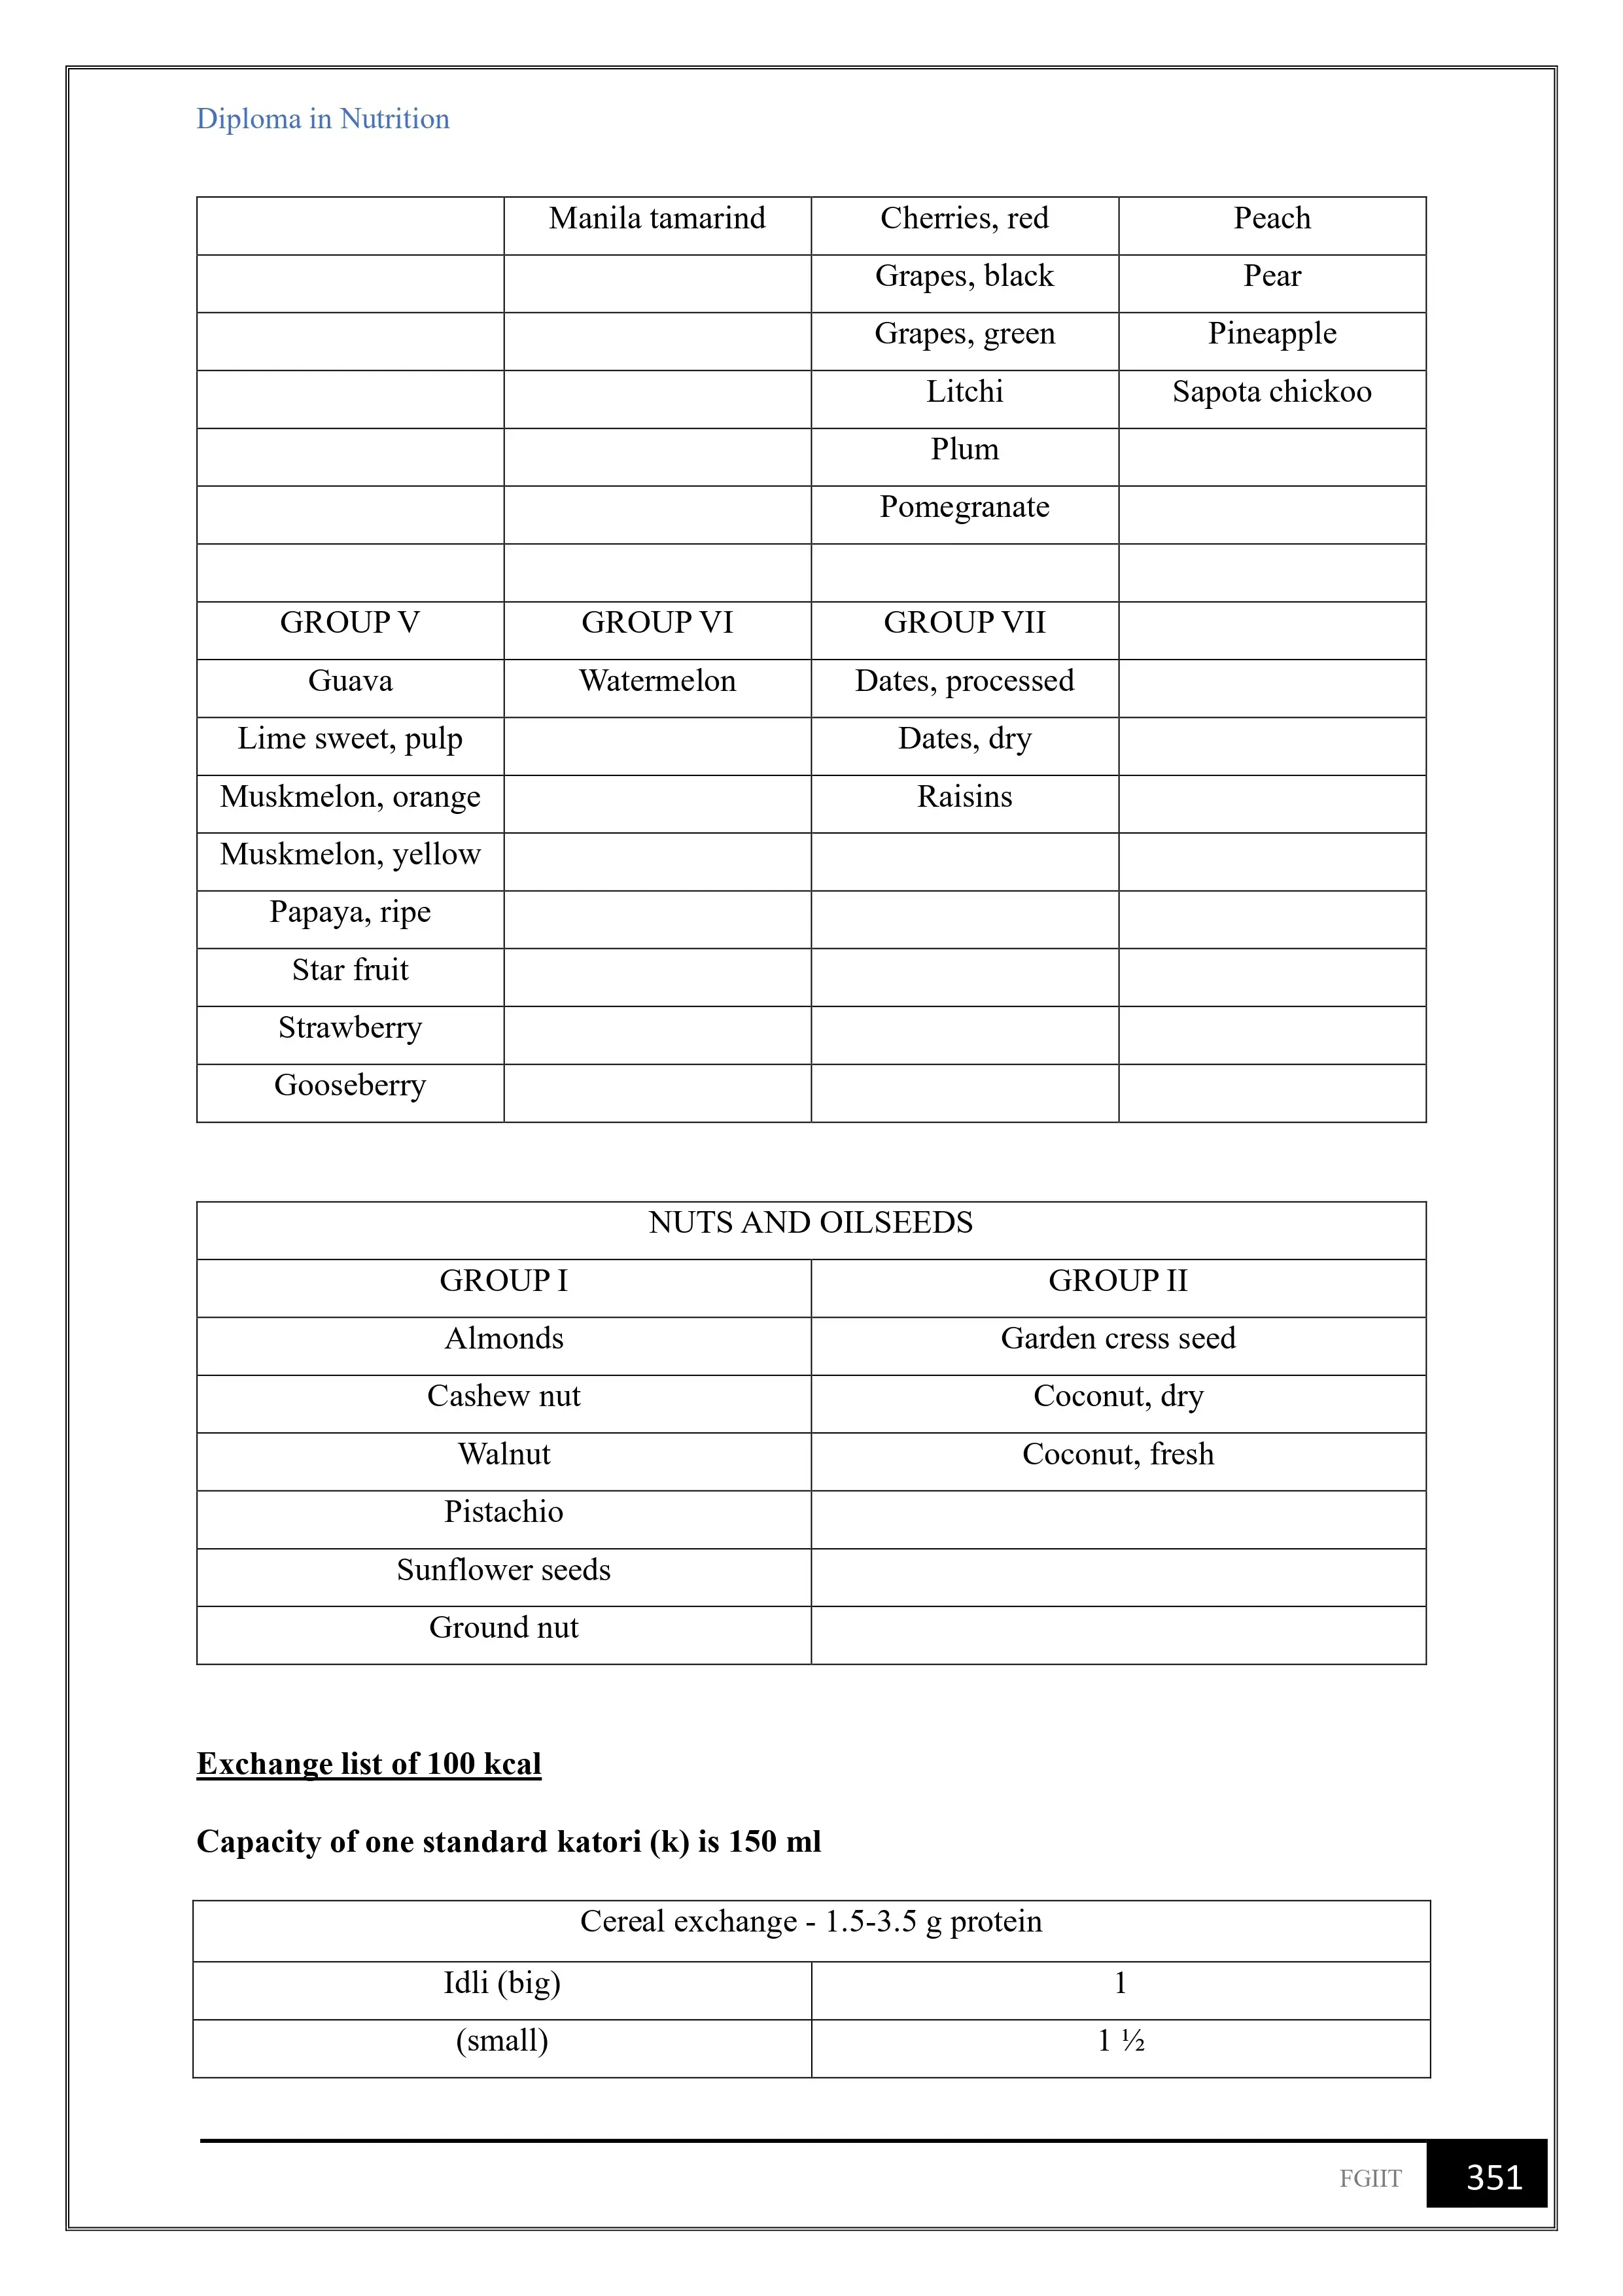 Diploma in Nutrition
Manila tamarind Cherries, red Peach
Grapes, black Pear
Grapes, green Pineapple
Litchi Sapota chickoo
Plum
Pomegranate
GROUP V GROUP VI GROUP VII
Guava Watermelon Dates, processed
Lime sweet, pulp Dates, dry
Muskmelon, orange Raisins
Muskmelon, yellow
Papaya, ripe
Star fruit
Strawberry
Gooseberry
NUTS AND OILSEEDS
GROUP I GROUP II
Almonds Garden cress seed
Cashew nut Coconut, dry
Walnut Coconut, fresh
Pistachio
Sunflower seeds
Ground nut
Exchange list of 100 kcal
Capacity of one standard katori (k) is 150 ml
Cereal exchange - 1.5-3.5 g protein
Idli (big) 1
(small) 1 ½
FGIIT 351